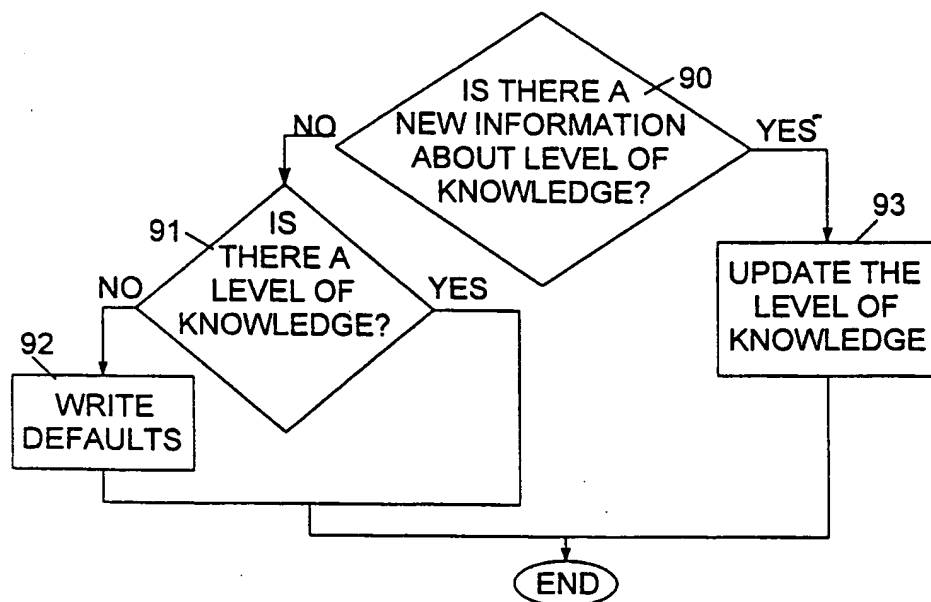 90
IS THERE A
NEW INFORMATION
ABOUT LEVEL OF
KNOWLEDGE?
NO
YES
91
IS
THERE A
LEVEL OF
KNOWLEDGE?
NO
YES
93
UPDATE THE
LEVEL OF
KNOWLEDGE
92
WRITE
DEFAULTS
END